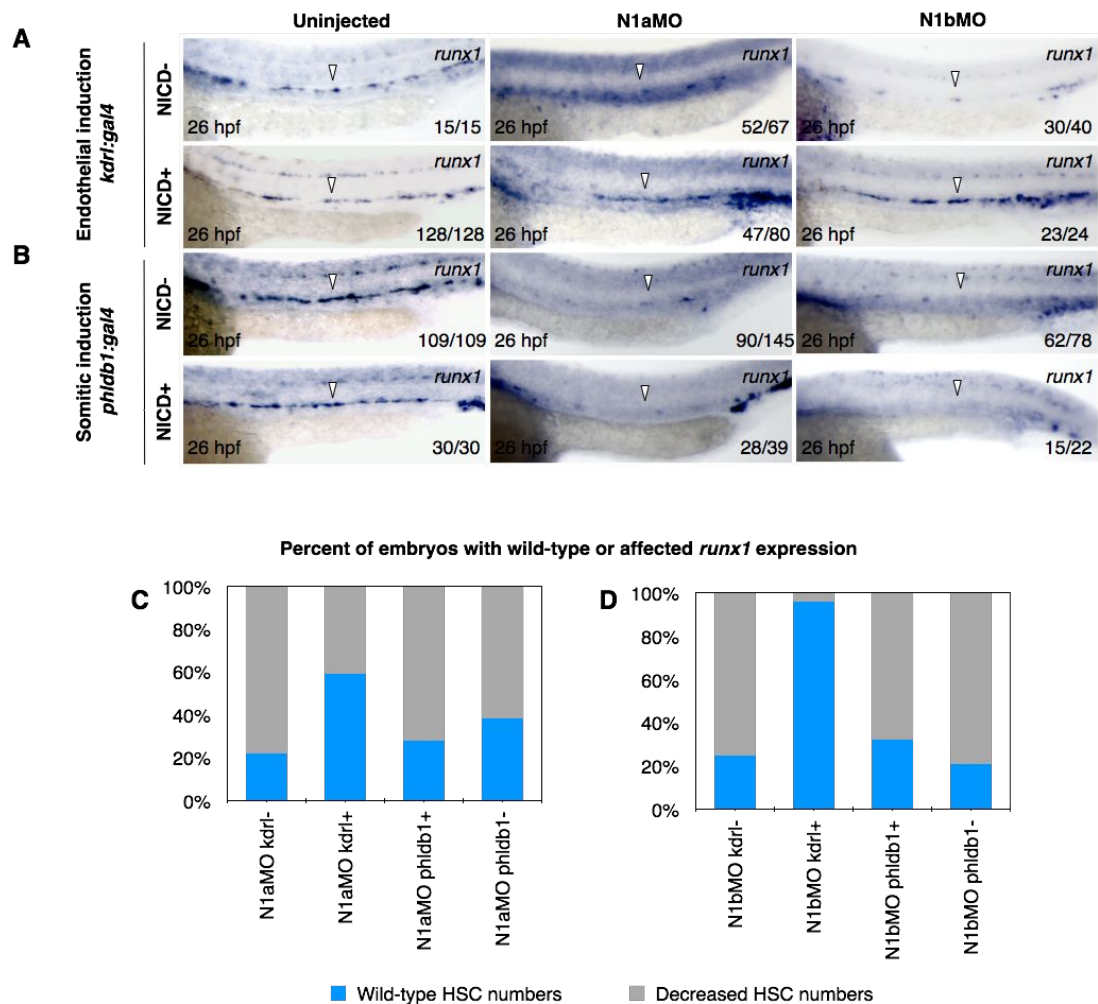 Uninjected N1aMO N1bMO
A
Endothelial induction
kdrl:gal4
NICD-
runx1 runx1 runx1
26 hpf 15/15 52/67 26 hpf 30/40
NICD+
runx1 runx1 runx1
26 hpf 128/128 26 hpf 47/80 26 hpf 23/24
B
Somitic induction
phldb1:gal4
NICD-
runx1 runx1 runx1
26 hpf 109/109 26 hpf 90/145 26 hpf 62/78
NICD+
runx1 runx1 runx1
26 hpf 30/30 26 hpf 28/39 26 hpf 15/22
Percent of embryos with wild-type or affected runx1 expression
C
100%
80%
60%
40%
20%
0%
N1aMO kdrl-
N1aMO kdrl+
N1aMO phldb1+
N1aMO phldb1-
D
100%
80%
60%
40%
20%
0%
N1bMO kdrl-
N1bMO kdrl+
N1bMO phldb1+
N1bMO phldb1-
Wild-type HSC numbers Decreased HSC numbers